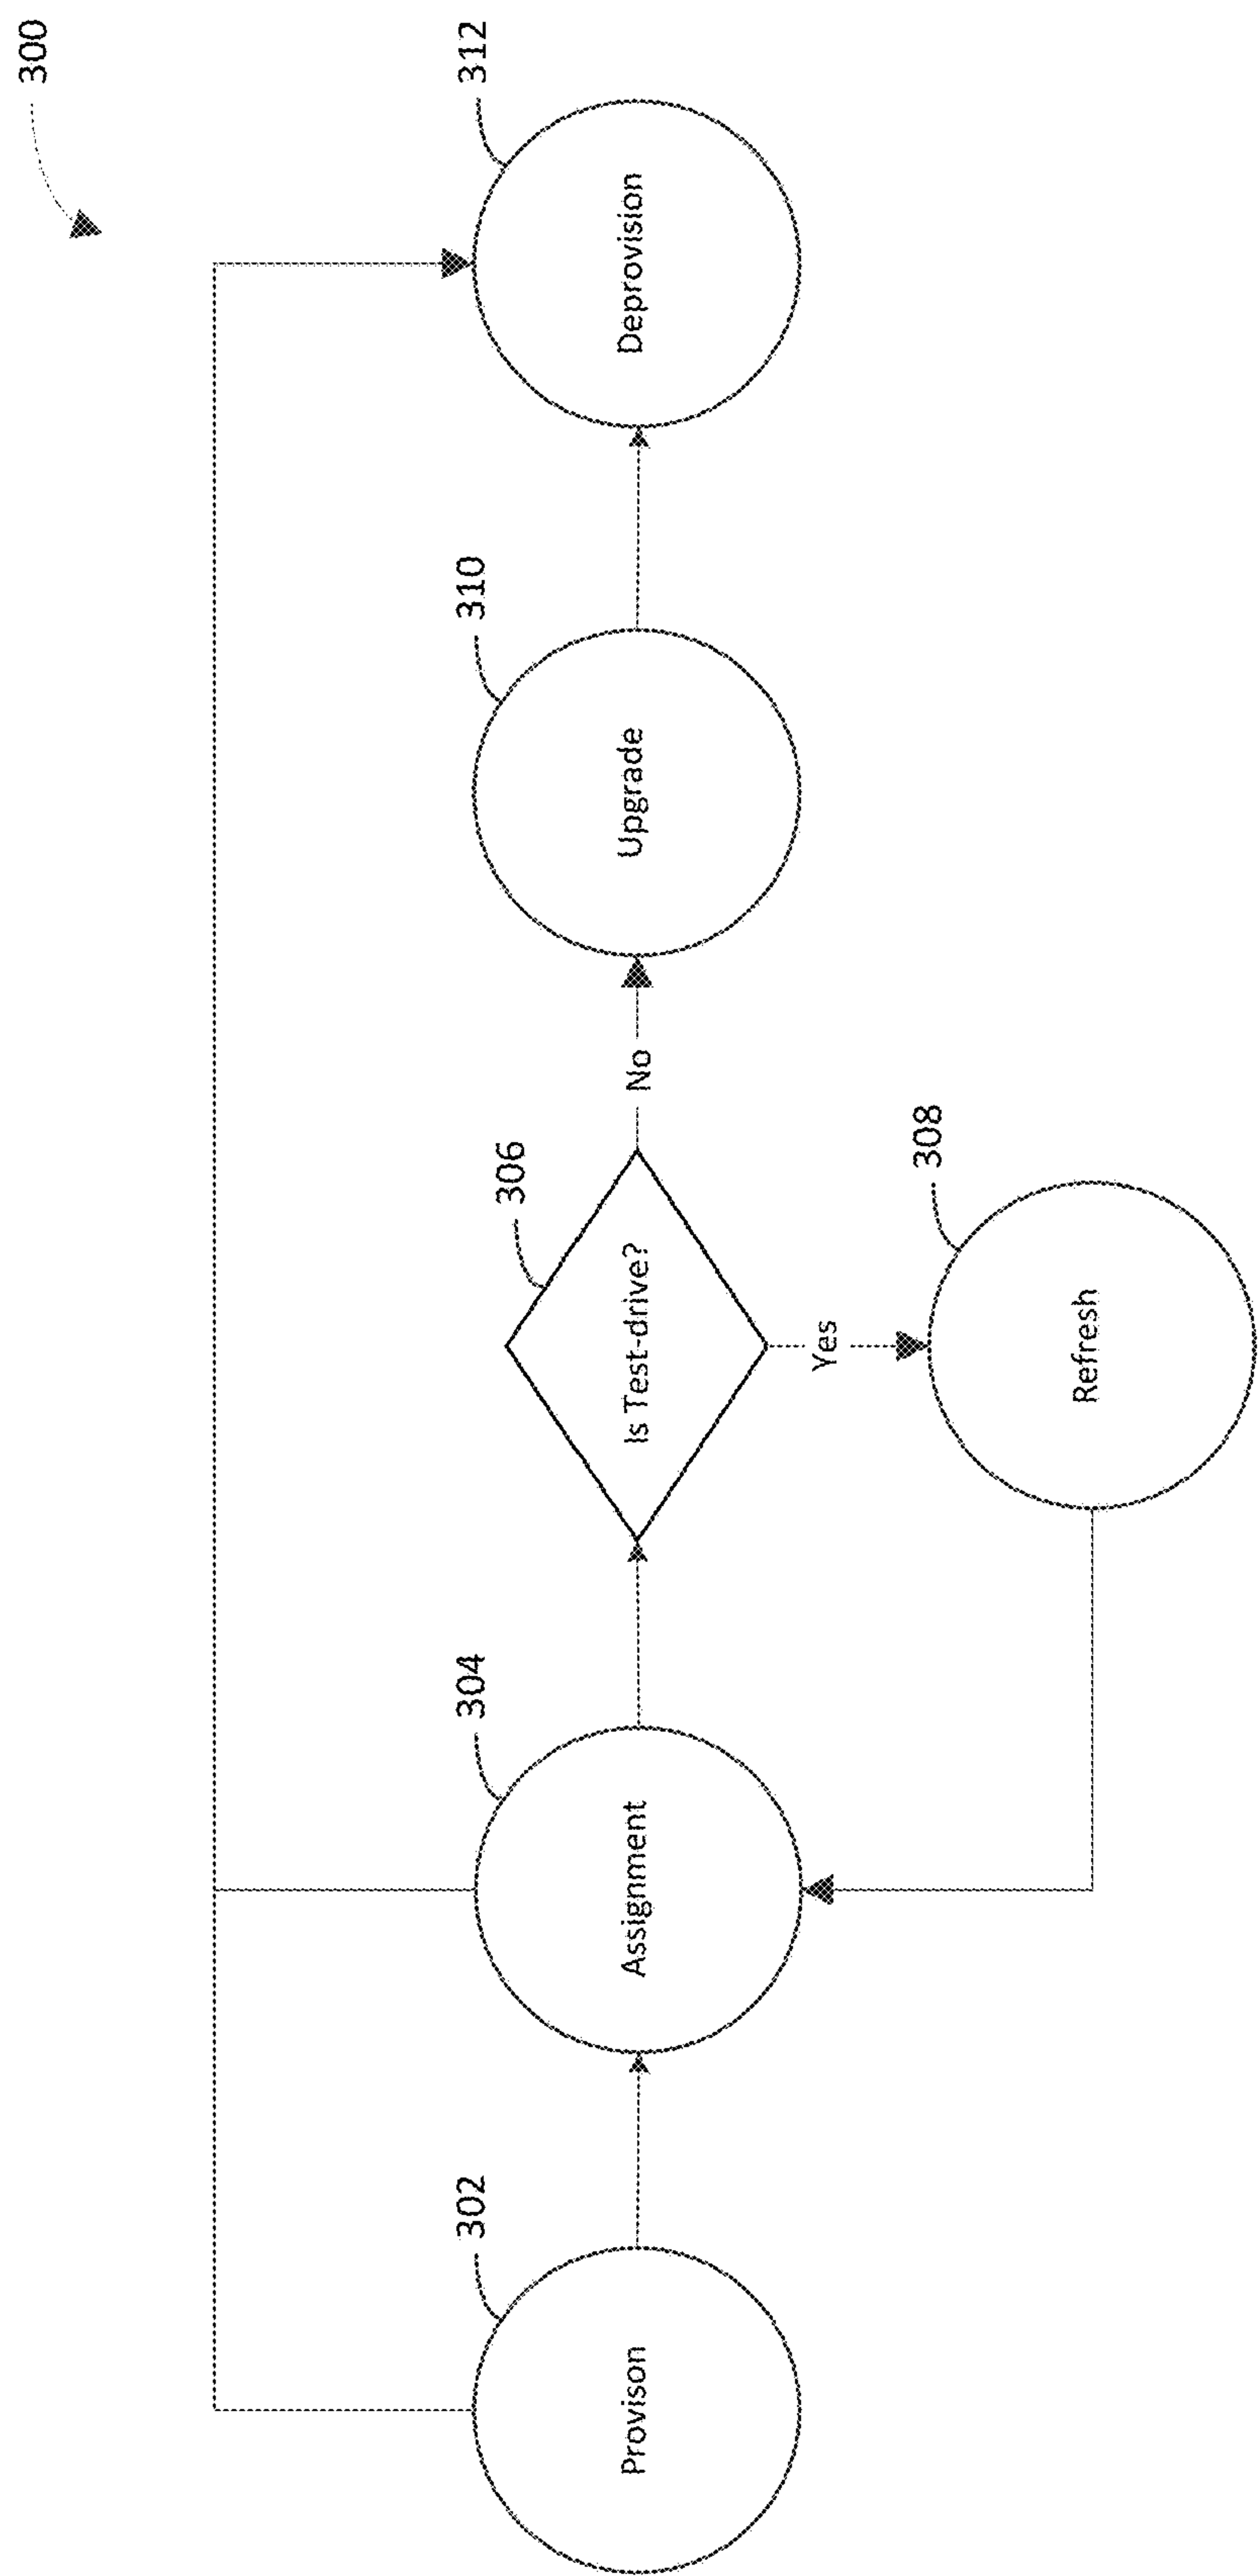 300
302
Provison
304
Assignment
306
Is Test-drive?
Yes
308
Refresh
No
310
Upgrade
312
Deprovision